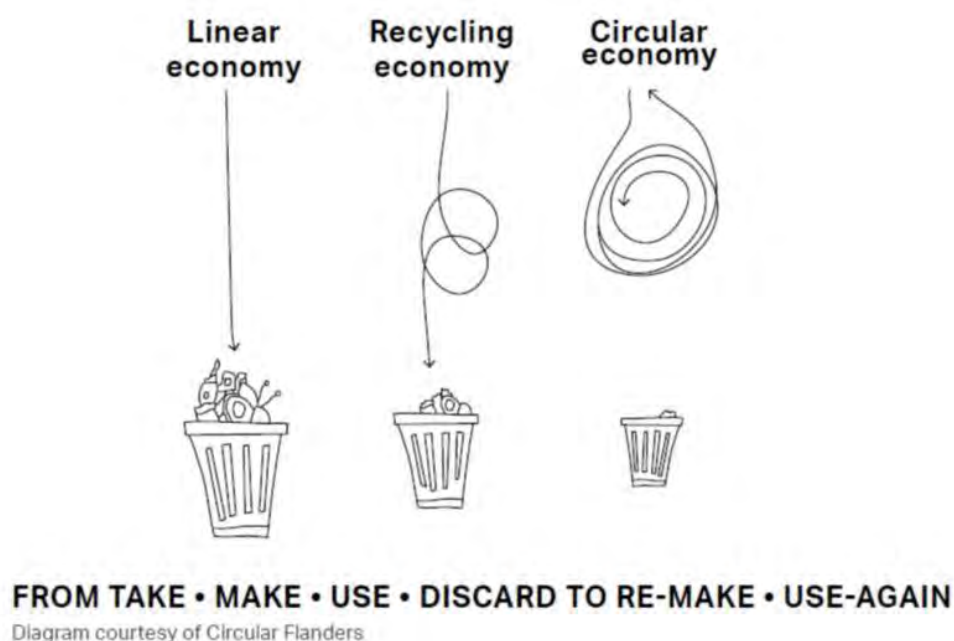 Linear
economy
Recycling
economy
Circular
economy
FROM TAKE • MAKE • USE • DISCARD TO RE-MAKE • USE-AGAIN
Diagram courtesy of Circular Flanders